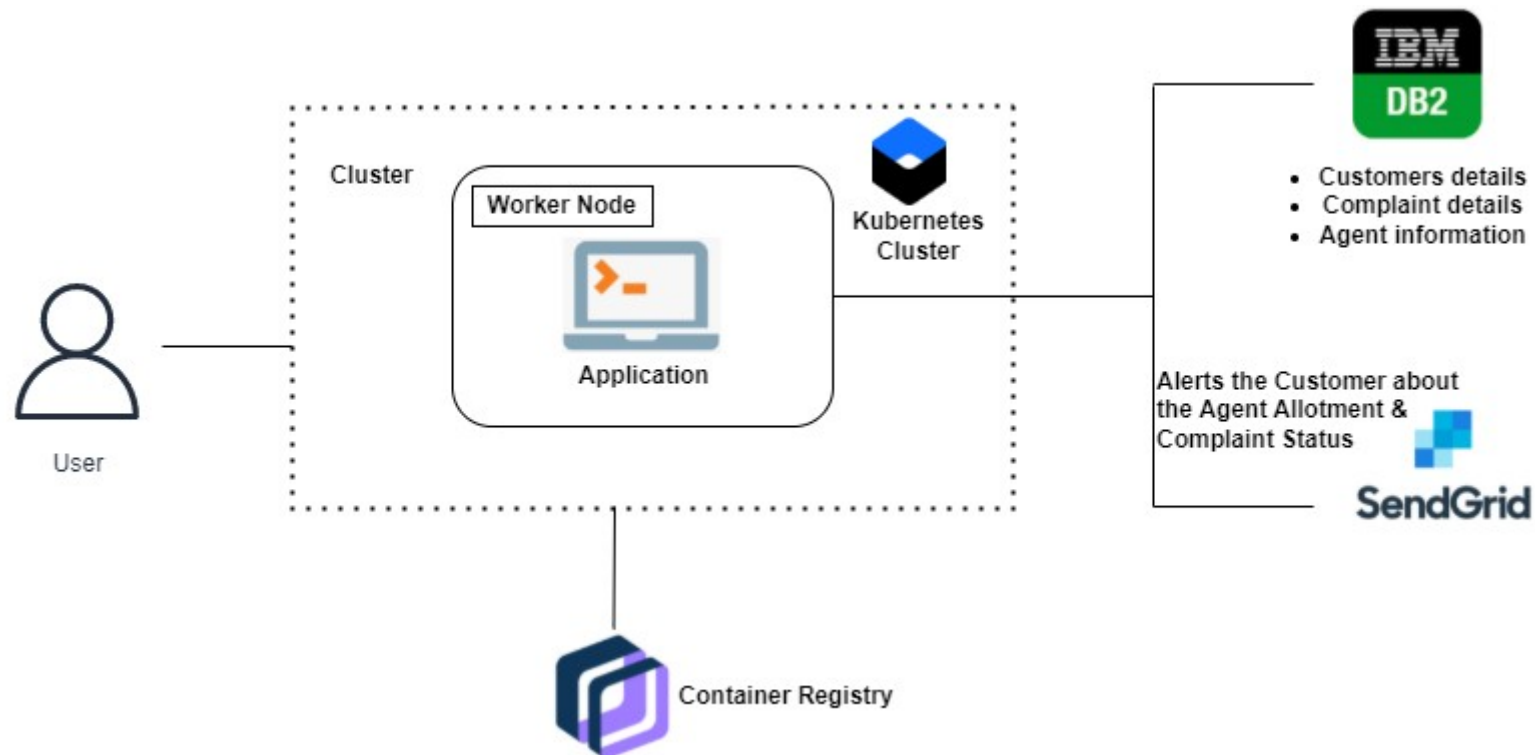 IBM
DB2
Cluster
Worker Node
Kubernetes
Cluster
Application
User
• Customers details
• Complaint details
• Agent information
Alerts the Customer about
the Agent Allotment &
Complaint Status
SendGrid
Container Registry